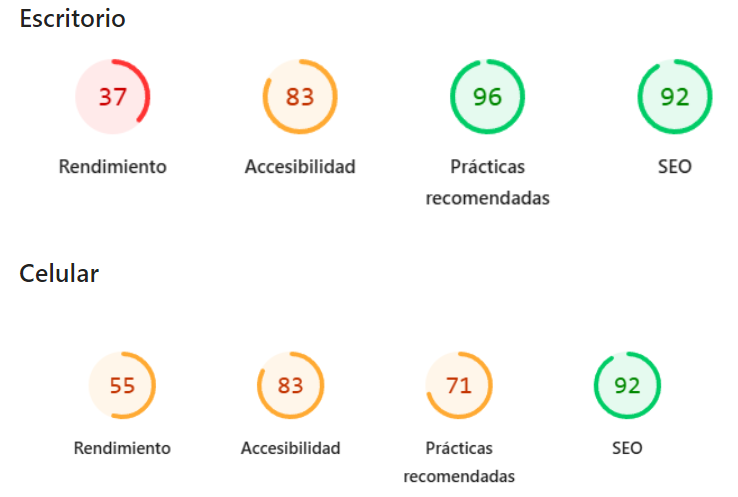 Escritorio
37 83 96 92
Rendimiento Accesibilidad Prácticas SEO
recomendadas
Celular
55 83 71 92
Rendimiento Accesibilidad Prácticas SEO
recomendadas